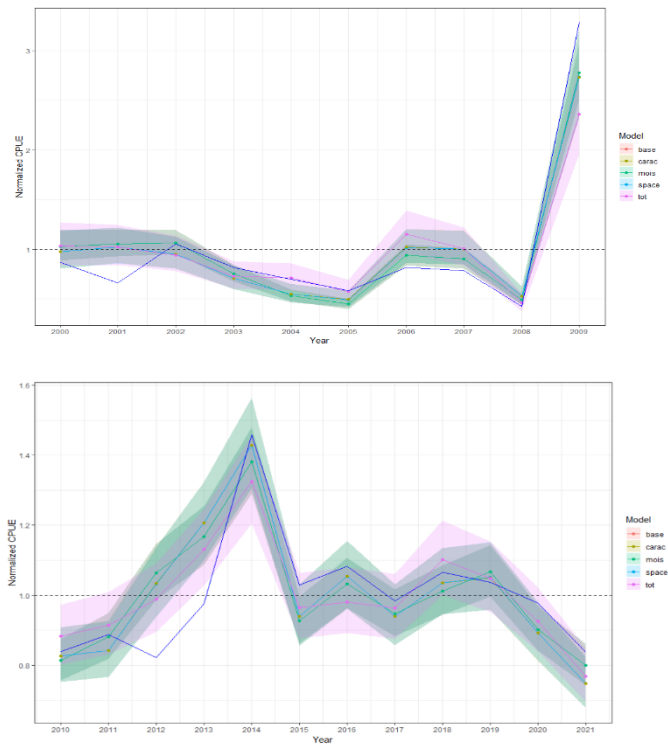 3
2
1
Normalized CPUE
2000 2001 2002 2003 2004 2005 2006 2007 2008 2009
Year
Model
base
carac
mois
space
tot
1.6
1.4
1.2
1.0
0.8
Normalized CPUE
2010 2011 2012 2013 2014 2015 2016 2017 2018 2019 2020 2021
Year
Model
base
carac
mois
space
tot